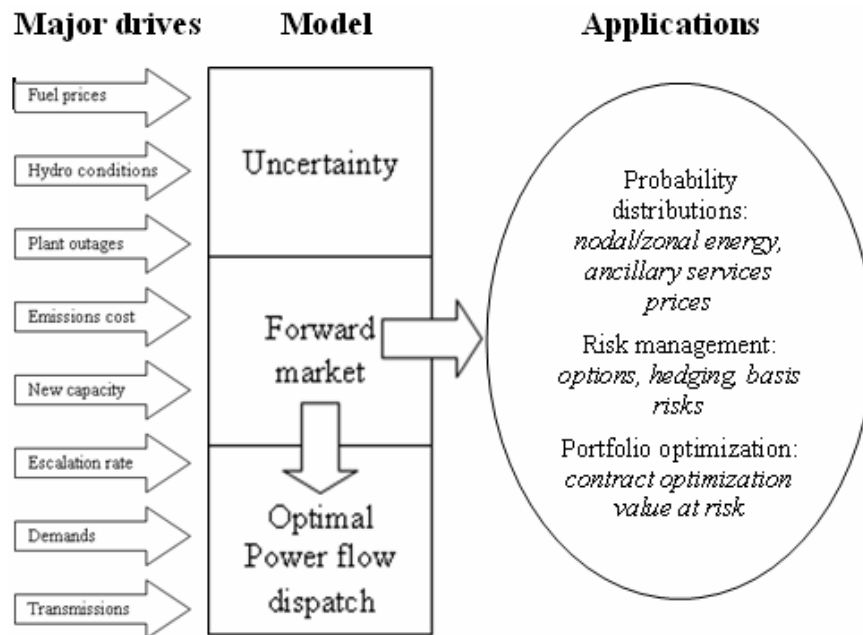 Major drives
Model
Applications
Fuel prices
Hydro conditions
Plant outages
Emissions cost
New capacity
Escalation rate
Demands
Transmissions
Uncertainty
Forward
market
Optimal
Power flow
dispatch
Probability
distributions:
nodal/zonal energy,
ancillary services
prices
Risk management:
options, hedging, basis
risks
Portfolio optimization:
contract optimization
value at risk